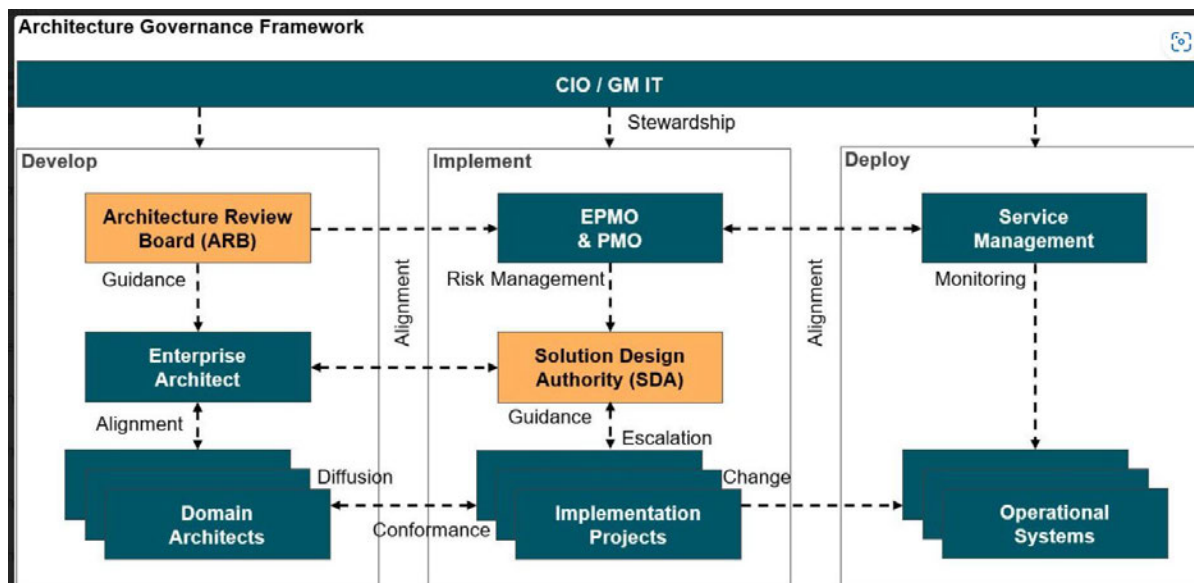 Architecture Governance Framework
CIO / GM IT
Stewardship
Develop
Implement
Deploy
Architecture Review
Board (ARB)
EPMO
& PMO
Service
Management
Guidance
Risk Management
Monitoring
Alignment
Alignment
Enterprise
Architect
Solution Design
Authority (SDA)
Alignment
Guidance
Escalation
Diffusion
Change
Domain
Architects
Conformance
Implementation
Projects
Operational
Systems